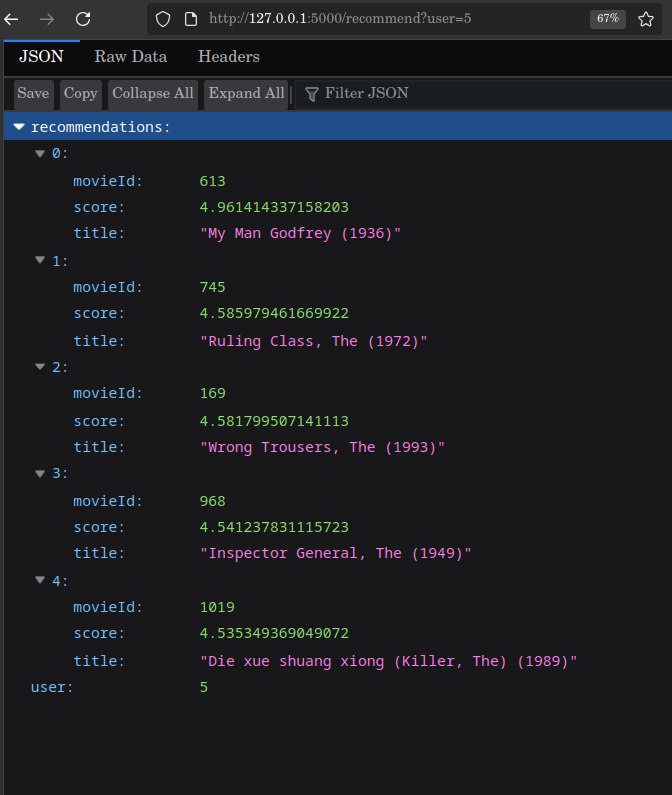 http://127.0.0.1:5000/recommend?user=5 67%
JSON Raw Data Headers
Save Copy Collapse All Expand All Filter JSON
recommendations:
0:
movieId: 613
score: 4.961414337158203
title: "My Man Godfrey (1936)"
1:
movieId: 745
score: 4.585979461669922
title: "Ruling Class, The (1972)"
2:
movieId: 169
score: 4.581799507141113
title: "Wrong Trousers, The (1993)"
3:
movieId: 968
score: 4.541237831115723
title: "Inspector General, The (1949)"
4:
movieId: 1019
score: 4.535349369049072
title: "Die xue shuang xiong (Killer, The) (1989)"
user: 5